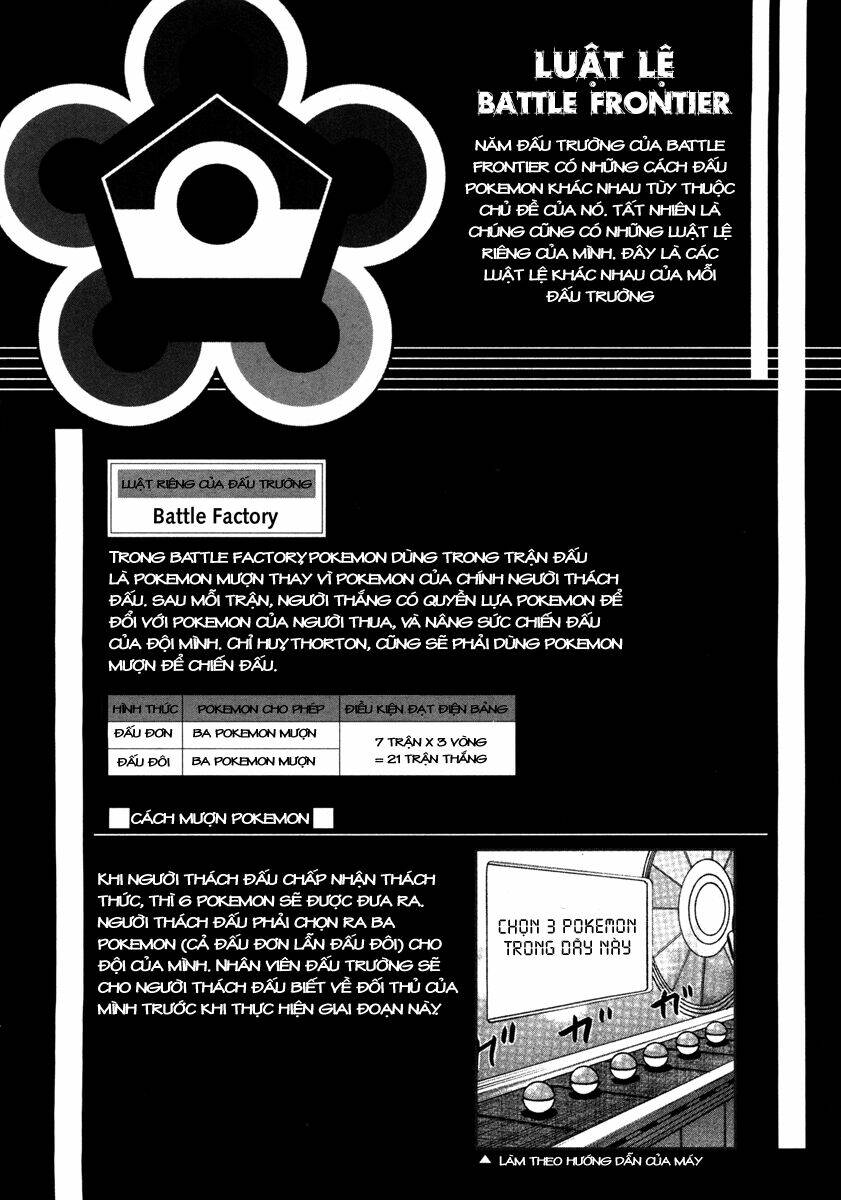 LUẬT LỆ
BATTLE FRONTIER
NĂM ĐẤU TRƯỜNG CỦA BATTLE
FRONTIER CÓ NHỮNG CÁCH ĐẤU
POKEMON KHÁC NHAU TÙY THUỘC
CHỦ ĐỀ CỦA NÓ. TẤT NHIÊN LÀ
CHÚNG CŨNG CÓ NHỮNG LUẬT LỆ
RIÊNG CỦA MÌNH. ĐÂY LÀ CÁC
LUẬT LỆ KHÁC NHAU CỦA MỖI
ĐẤU TRƯỜNG
LUẬT RIÊNG CỦA ĐẤU TRƯỜNG
Battle Factory
TRONG BATTLE FACTORY, POKEMON DÙNG TRONG TRẬN ĐẤU
LÀ POKEMON MƯỢN THAY VÌ POKEMON CỦA CHÍNH NGƯỜI THÁCH
ĐẤU. SAU MỖI TRẬN, NGƯỜI THẮNG CÓ QUYỀN LỰA POKEMON ĐỂ
ĐỔI VỚI POKEMON CỦA NGƯỜI THUA, VÀ NÂNG SỨC CHIẾN ĐẤU
CỦA ĐỘI MÌNH. CHỈ HUY, THORTON, CŨNG SẼ PHẢI DÙNG POKEMON
MƯỢN ĐỂ CHIẾN ĐẤU.
HÌNH THỨC POKEMON CHO PHÉP ĐIỀU KIỆN ĐẠT ĐIỆN BẢNG
ĐẤU ĐƠN BA POKEMON MƯỢN 7 TRẬN X 3 VÒNG
ĐẤU ĐÔI BA POKEMON MƯỢN = 21 TRẬN THẮNG
CÁCH MƯỢN POKEMON
KHI NGƯỜI THÁCH ĐẤU CHẤP NHẬN THÁCH
THỨC, THÌ 6 POKEMON SẼ ĐƯỢC ĐƯA RA.
NGƯỜI THÁCH ĐẤU PHẢI CHỌN RA BA
POKEMON (CẢ ĐẤU ĐƠN LẪN ĐẤU ĐÔI) CHO
ĐỘI CỦA MÌNH. NHÂN VIÊN ĐẤU TRƯỜNG SẼ
CHO NGƯỜI THÁCH ĐẤU BIẾT VỀ ĐỐI THỦ CỦA
MÌNH TRƯỚC KHI THỰC HIỆN GIAI ĐOẠN NÀY.
CHỌN 3 POKEMON
TRONG DÃY NÀY
ガ ガ ガ
▲ LÀM THEO HƯỚNG DẪN CỦA MÁY